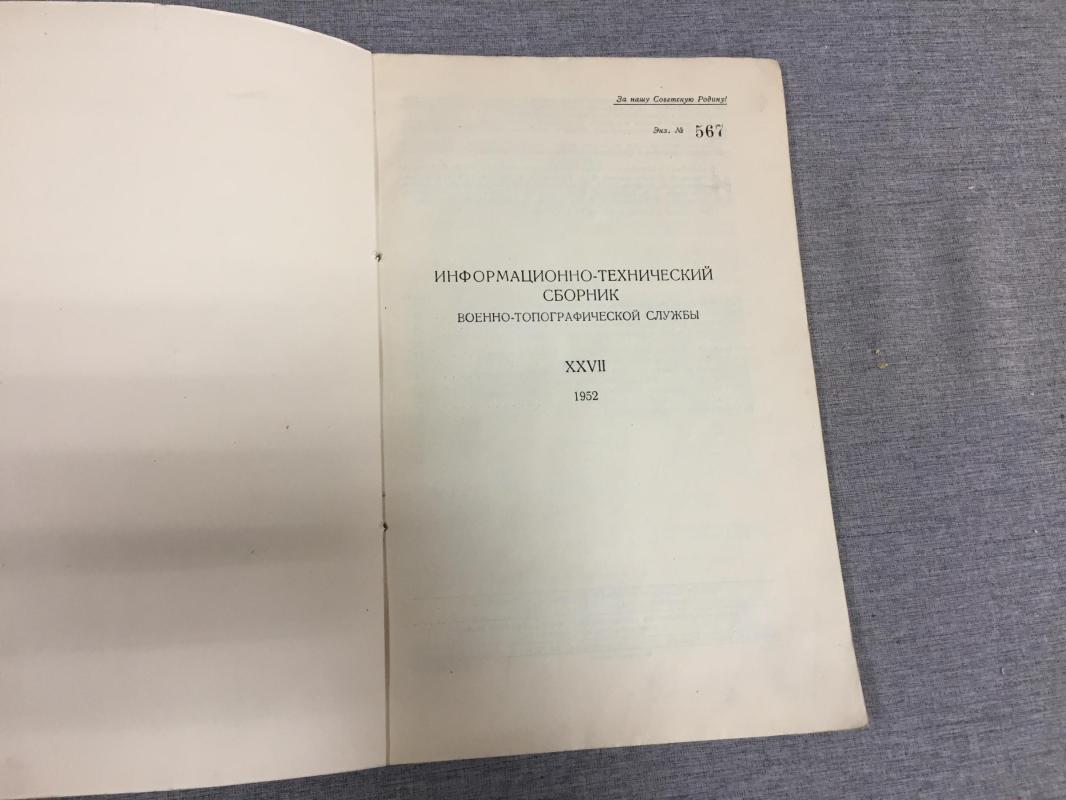 За нашу Советскую Родину!
Экз. № 567
ИНФОРМАЦИОННО-ТЕХНИЧЕСКИЙ
СБОРНИК
ВОЕННО-ТОПОГРАФИЧЕСКОЙ СЛУЖБЫ
XXVII
1952